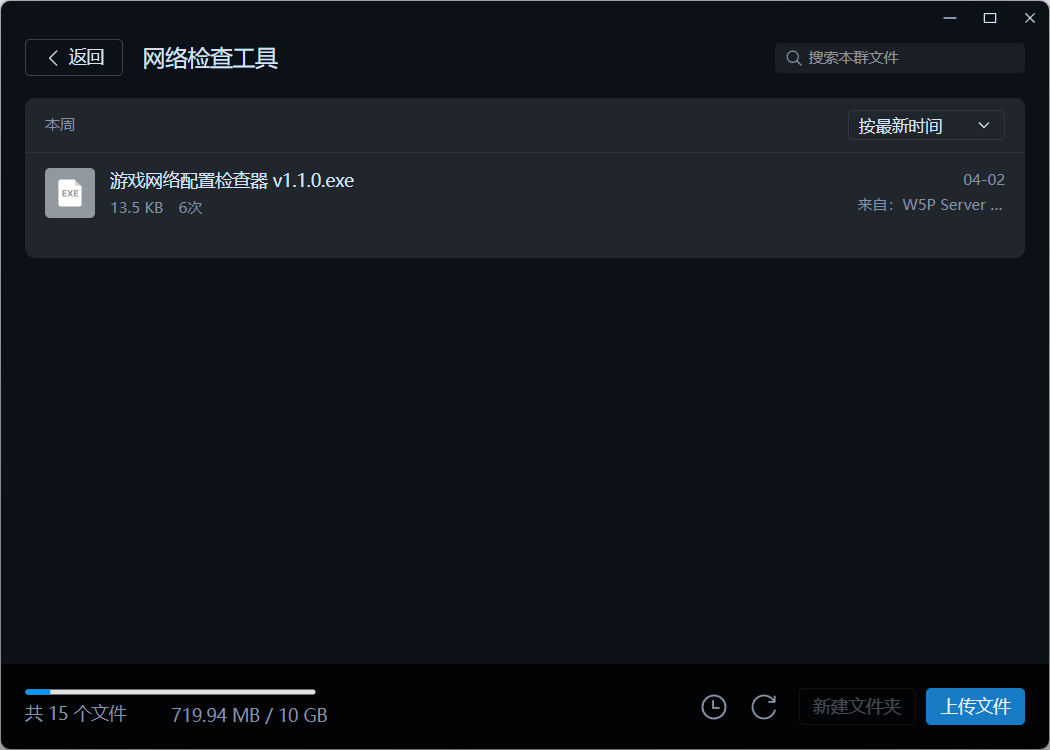 返回
网络检查工具
搜索本群文件
本周
按最新时间
EXE
游戏网络配置检查器 v1.1.0.exe
04-02
13.5 KB 6次
来自：W5P Server ...
共 15 个文件
719.94 MB / 10 GB
新建文件夹
上传文件